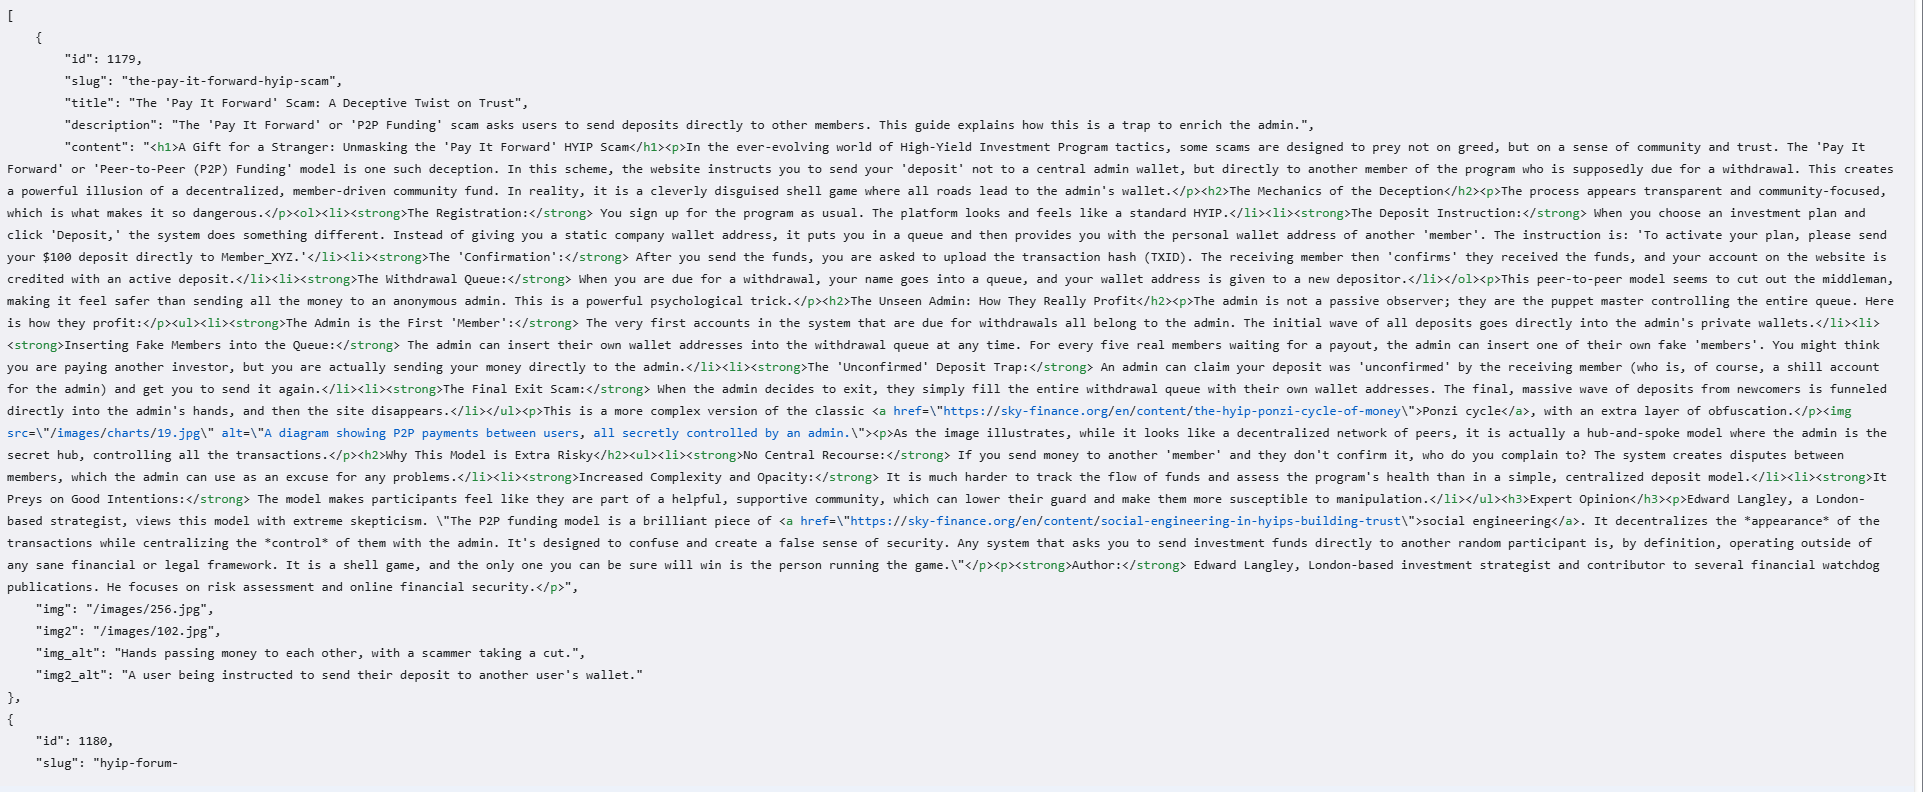 [
    {
        "id": 1179,
        "slug": "the-pay-it-forward-hyip-scam",
        "title": "The 'Pay It Forward' Scam: A Deceptive Twist on Trust",
        "description": "The 'Pay It Forward' or 'P2P Funding' scam asks users to send deposits directly to other members. This guide explains how this is a trap to enrich the admin.",
        "content": "<h1>A Gift for a Stranger: Unmasking the 'Pay It Forward' HYIP Scam</h1><p>In the ever-evolving world of High-Yield Investment Program tactics, some scams are designed to prey not on greed, but on a sense of community and trust. The 'Pay It
Forward' or 'Peer-to-Peer (P2P) Funding' model is one such deception. In this scheme, the website instructs you to send your 'deposit' not to a central admin wallet, but directly to another member of the program who is supposedly due for a withdrawal. This creates
a powerful illusion of a decentralized, member-driven community fund. In reality, it is a cleverly disguised shell game where all roads lead to the admin's wallet.</p><h2>The Mechanics of the Deception</h2><p>The process appears transparent and community-focused,
which is what makes it so dangerous.</p><ol><li><strong>The Registration:</strong> You sign up for the program as usual. The platform looks and feels like a standard HYIP.</li><li><strong>The Deposit Instruction:</strong> When you choose an investment plan and
click 'Deposit,' the system does something different. Instead of giving you a static company wallet address, it puts you in a queue and then provides you with the personal wallet address of another 'member'. The instruction is: 'To activate your plan, please send
your $100 deposit directly to Member_XYZ.'</li><li><strong>The 'Confirmation':</strong> After you send the funds, you are asked to upload the transaction hash (TXID). The receiving member then 'confirms' they received the funds, and your account on the website is
credited with an active deposit.</li><li><strong>The Withdrawal Queue:</strong> When you are due for a withdrawal, your name goes into a queue, and your wallet address is given to a new depositor.</li></ol><p>This peer-to-peer model seems to cut out the middleman,
making it feel safer than sending all the money to an anonymous admin. This is a powerful psychological trick.</p><h2>The Unseen Admin: How They Really Profit</h2><p>The admin is not a passive observer; they are the puppet master controlling the entire queue. Here
is how they profit:</p><ul><li><strong>The Admin is the First 'Member':</strong> The very first accounts in the system that are due for withdrawals all belong to the admin. The initial wave of all deposits goes directly into the admin's private wallets.</li><li>
<strong>Inserting Fake Members into the Queue:</strong> The admin can insert their own wallet addresses into the withdrawal queue at any time. For every five real members waiting for a payout, the admin can insert one of their own fake 'members'. You might think
you are paying another investor, but you are actually sending your money directly to the admin.</li><li><strong>The 'Unconfirmed' Deposit Trap:</strong> An admin can claim your deposit was 'unconfirmed' by the receiving member (who is, of course, a shill account
for the admin) and get you to send it again.</li><li><strong>The Final Exit Scam:</strong> When the admin decides to exit, they simply fill the entire withdrawal queue with their own wallet addresses. The final, massive wave of deposits from newcomers is funneled
directly into the admin's hands, and then the site disappears.</li></ul><p>This is a more complex version of the classic <a href=\"https://sky-finance.org/en/content/the-hyip-ponzi-cycle-of-money\">Ponzi cycle</a>, with an extra layer of obfuscation.</p><img
src=\"/images/charts/19.jpg\" alt=\"A diagram showing P2P payments between users, all secretly controlled by an admin.\"><p>As the image illustrates, while it looks like a decentralized network of peers, it is actually a hub-and-spoke model where the admin is the
secret hub, controlling all the transactions.</p><h2>Why This Model is Extra Risky</h2><ul><li><strong>No Central Recourse:</strong> If you send money to another 'member' and they don't confirm it, who do you complain to? The system creates disputes between
members, which the admin can use as an excuse for any problems.</li><li><strong>Increased Complexity and Opacity:</strong> It is much harder to track the flow of funds and assess the program's health than in a simple, centralized deposit model.</li><li><strong>It
Preys on Good Intentions:</strong> The model makes participants feel like they are part of a helpful, supportive community, which can lower their guard and make them more susceptible to manipulation.</li></ul><h3>Expert Opinion</h3><p>Edward Langley, a London-
based strategist, views this model with extreme skepticism. \"The P2P funding model is a brilliant piece of <a href=\"https://sky-finance.org/en/content/social-engineering-in-hyips-building-trust\">social engineering</a>. It decentralizes the *appearance* of the
transactions while centralizing the *control* of them with the admin. It's designed to confuse and create a false sense of security. Any system that asks you to send investment funds directly to another random participant is, by definition, operating outside of
any sane financial or legal framework. It is a shell game, and the only one you can be sure will win is the person running the game.\"</p><p><strong>Author:</strong> Edward Langley, London-based investment strategist and contributor to several financial watchdog
publications. He focuses on risk assessment and online financial security.</p>",
    "img": "/images/256.jpg",
    "img2": "/images/102.jpg",
    "img_alt": "Hands passing money to each other, with a scammer taking a cut.",
    "img2_alt": "A user being instructed to send their deposit to another user's wallet."
},
{
    "id": 1180,
    "slug": "hyip-forum-